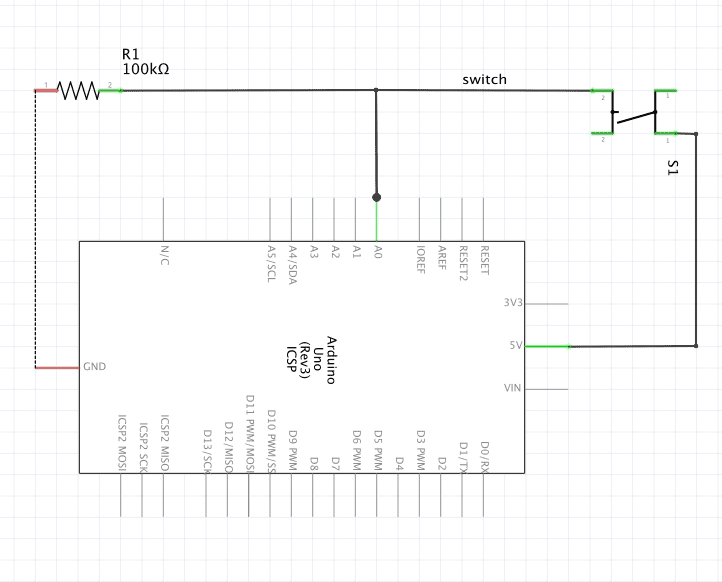 R1
100kΩ
switch
1
2
2
1
2
1
S1
N/C
A5/SCL
A4/SDA
A3
A2
A1
A0
IOREF
AREF
RESET2
RESET
3V3
5V
VIN
GND
Arduino
Uno
(Rev3)
ICSP
ICSP2 MOSI
ICSP2 SCK
ICSP2 MISO
D13/SCK
D12/MISO
D11 PWM/MOSI
D10 PWM/SS
D9 PWM
D8
D7
D6 PWM
D5 PWM
D4
D3 PWM
D2
D1/TX
D0/RX